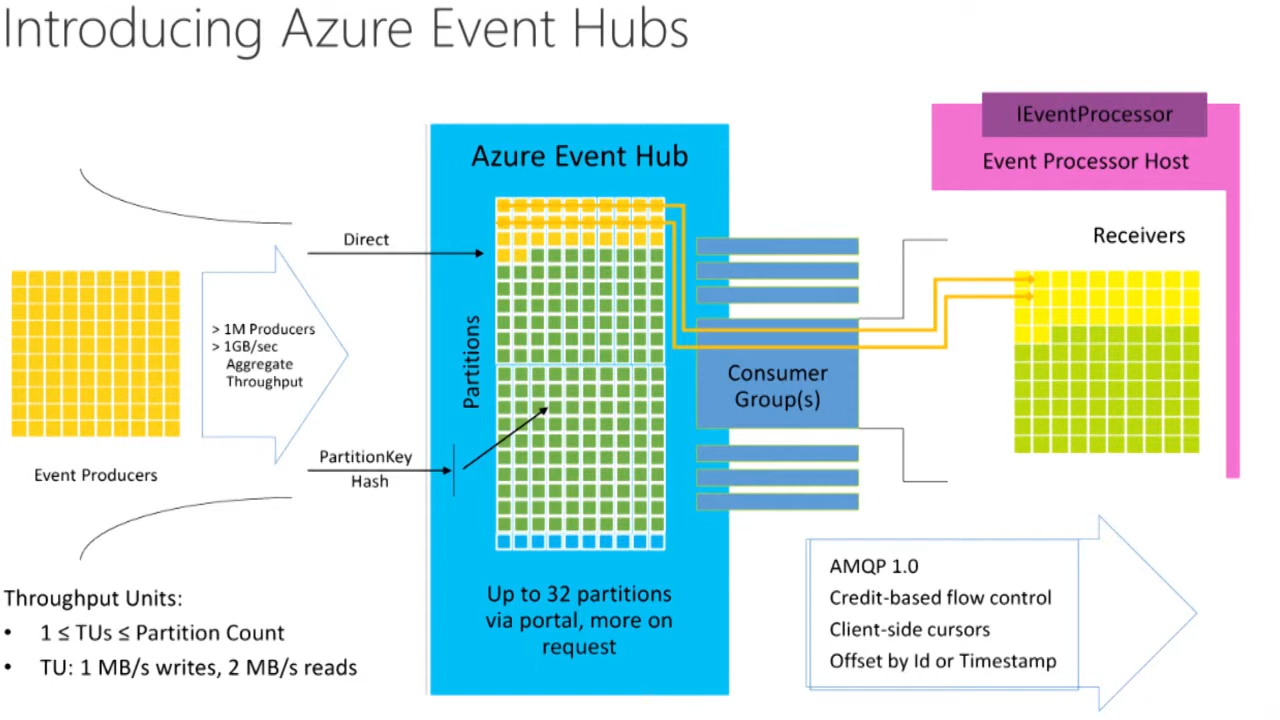 Introducing Azure Event Hubs
IEventProcessor
Event Processor Host
Azure Event Hub
Direct
Receivers
> 1M Producers
> 1GB/sec
Aggregate
Throughput
Partitions
Consumer
Group(s)
PartitionKey
Hash
Event Producers
Throughput Units:
• 1 ≤ TUs ≤ Partition Count
• TU: 1 MB/s writes, 2 MB/s reads
Up to 32 partitions
via portal, more on
request
AMQP 1.0
Credit-based flow control
Client-side cursors
Offset by Id or Timestamp